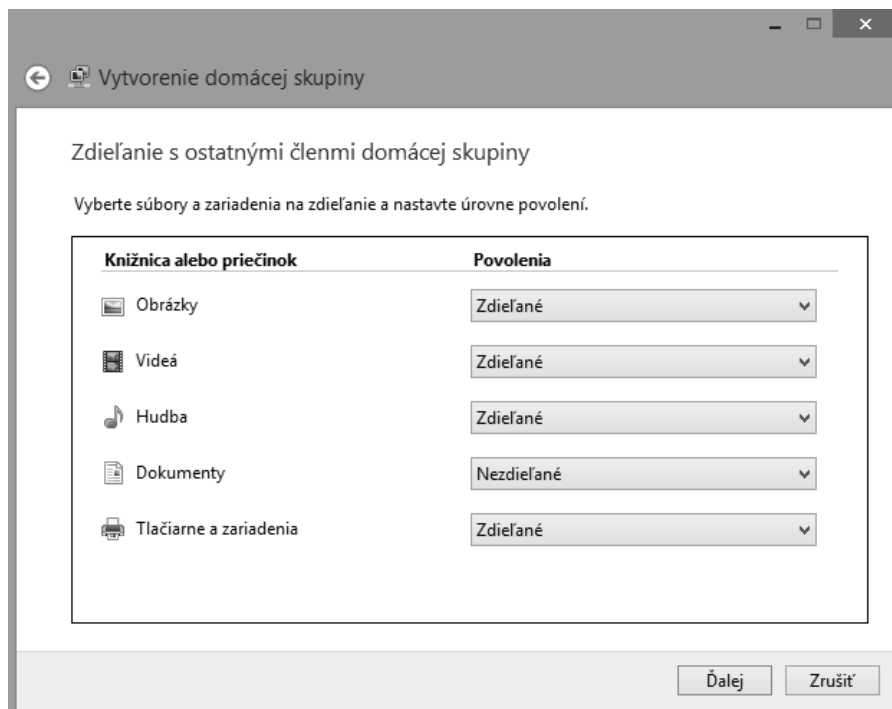 Vytvorenie domácej skupiny
Zdieľanie s ostatnými členmi domácej skupiny
Vyberte súbory a zariadenia na zdieľanie a nastavte úrovne povolení.
Knižnica alebo priečinok Povolenia
Obrázky Zdieľané
Videá Zdieľané
Hudba Zdieľané
Dokumenty Nezdieľané
Tlačiarne a zariadenia Zdieľané
Ďalej Zrušiť